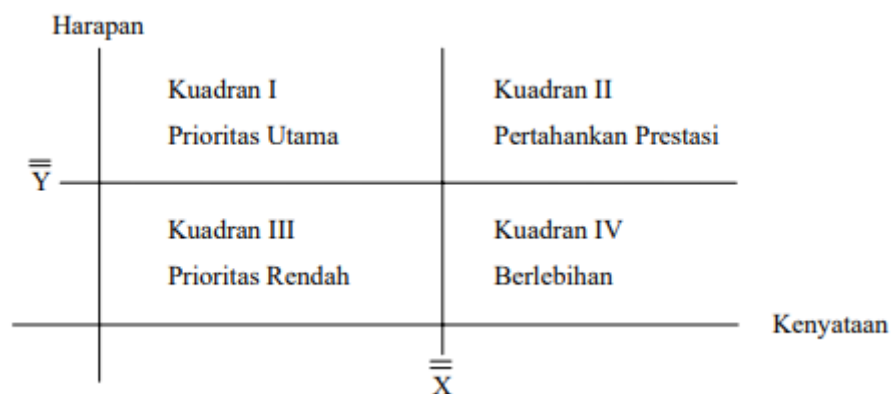 Harapan
Kuadran I
Prioritas Utama
Kuadran II
Pertahankan Prestasi
Y̿
Kuadran III
Prioritas Rendah
Kuadran IV
Berlebihan
Kenyataan
X̿